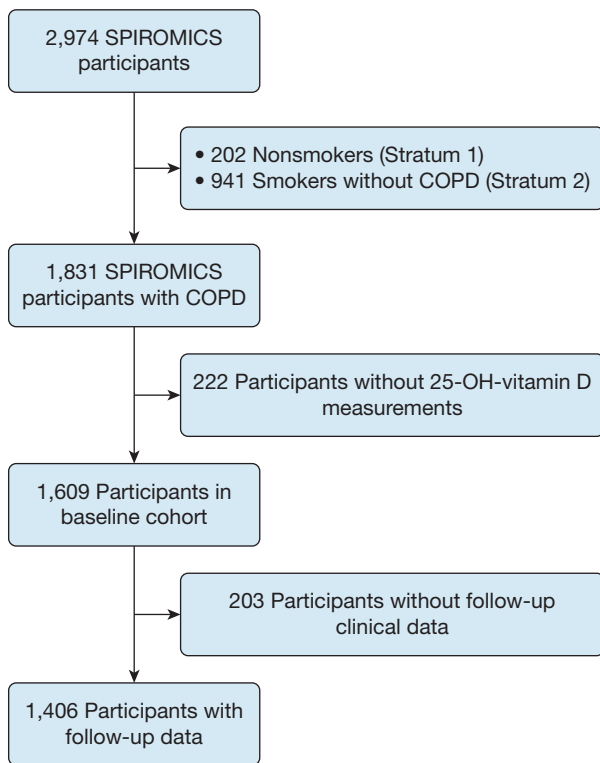 2,974 SPIROMICS
participants
• 202 Nonsmokers (Stratum 1)
• 941 Smokers without COPD (Stratum 2)
1,831 SPIROMICS
participants with COPD
222 Participants without 25-OH-vitamin D
measurements
1,609 Participants in
baseline cohort
203 Participants without follow-up
clinical data
1,406 Participants with
follow-up data